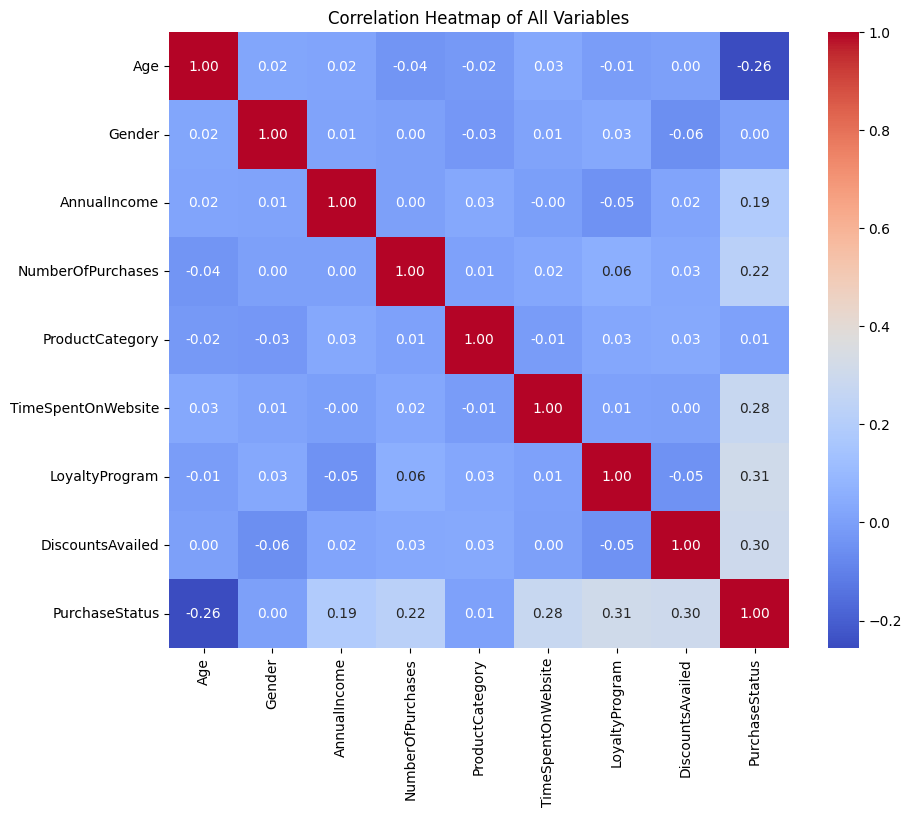 Correlation Heatmap of All Variables
Age 1.00 0.02 0.02 -0.04 -0.02 0.03 -0.01 0.00 -0.26
Gender 0.02 1.00 0.01 0.00 -0.03 0.01 0.03 -0.06 0.00
AnnualIncome 0.02 0.01 1.00 0.00 0.03 -0.00 -0.05 0.02 0.19
NumberOfPurchases -0.04 0.00 0.00 1.00 0.01 0.02 0.06 0.03 0.22
ProductCategory -0.02 -0.03 0.03 0.01 1.00 -0.01 0.03 0.03 0.01
TimeSpentOnWebsite 0.03 0.01 -0.00 0.02 -0.01 1.00 0.01 0.00 0.28
LoyaltyProgram -0.01 0.03 -0.05 0.06 0.03 0.01 1.00 -0.05 0.31
DiscountsAvailed 0.00 -0.06 0.02 0.03 0.03 0.00 -0.05 1.00 0.30
PurchaseStatus -0.26 0.00 0.19 0.22 0.01 0.28 0.31 0.30 1.00
Age
Gender
AnnualIncome
NumberOfPurchases
ProductCategory
TimeSpentOnWebsite
LoyaltyProgram
DiscountsAvailed
PurchaseStatus
1.0
0.8
0.6
0.4
0.2
0.0
−0.2